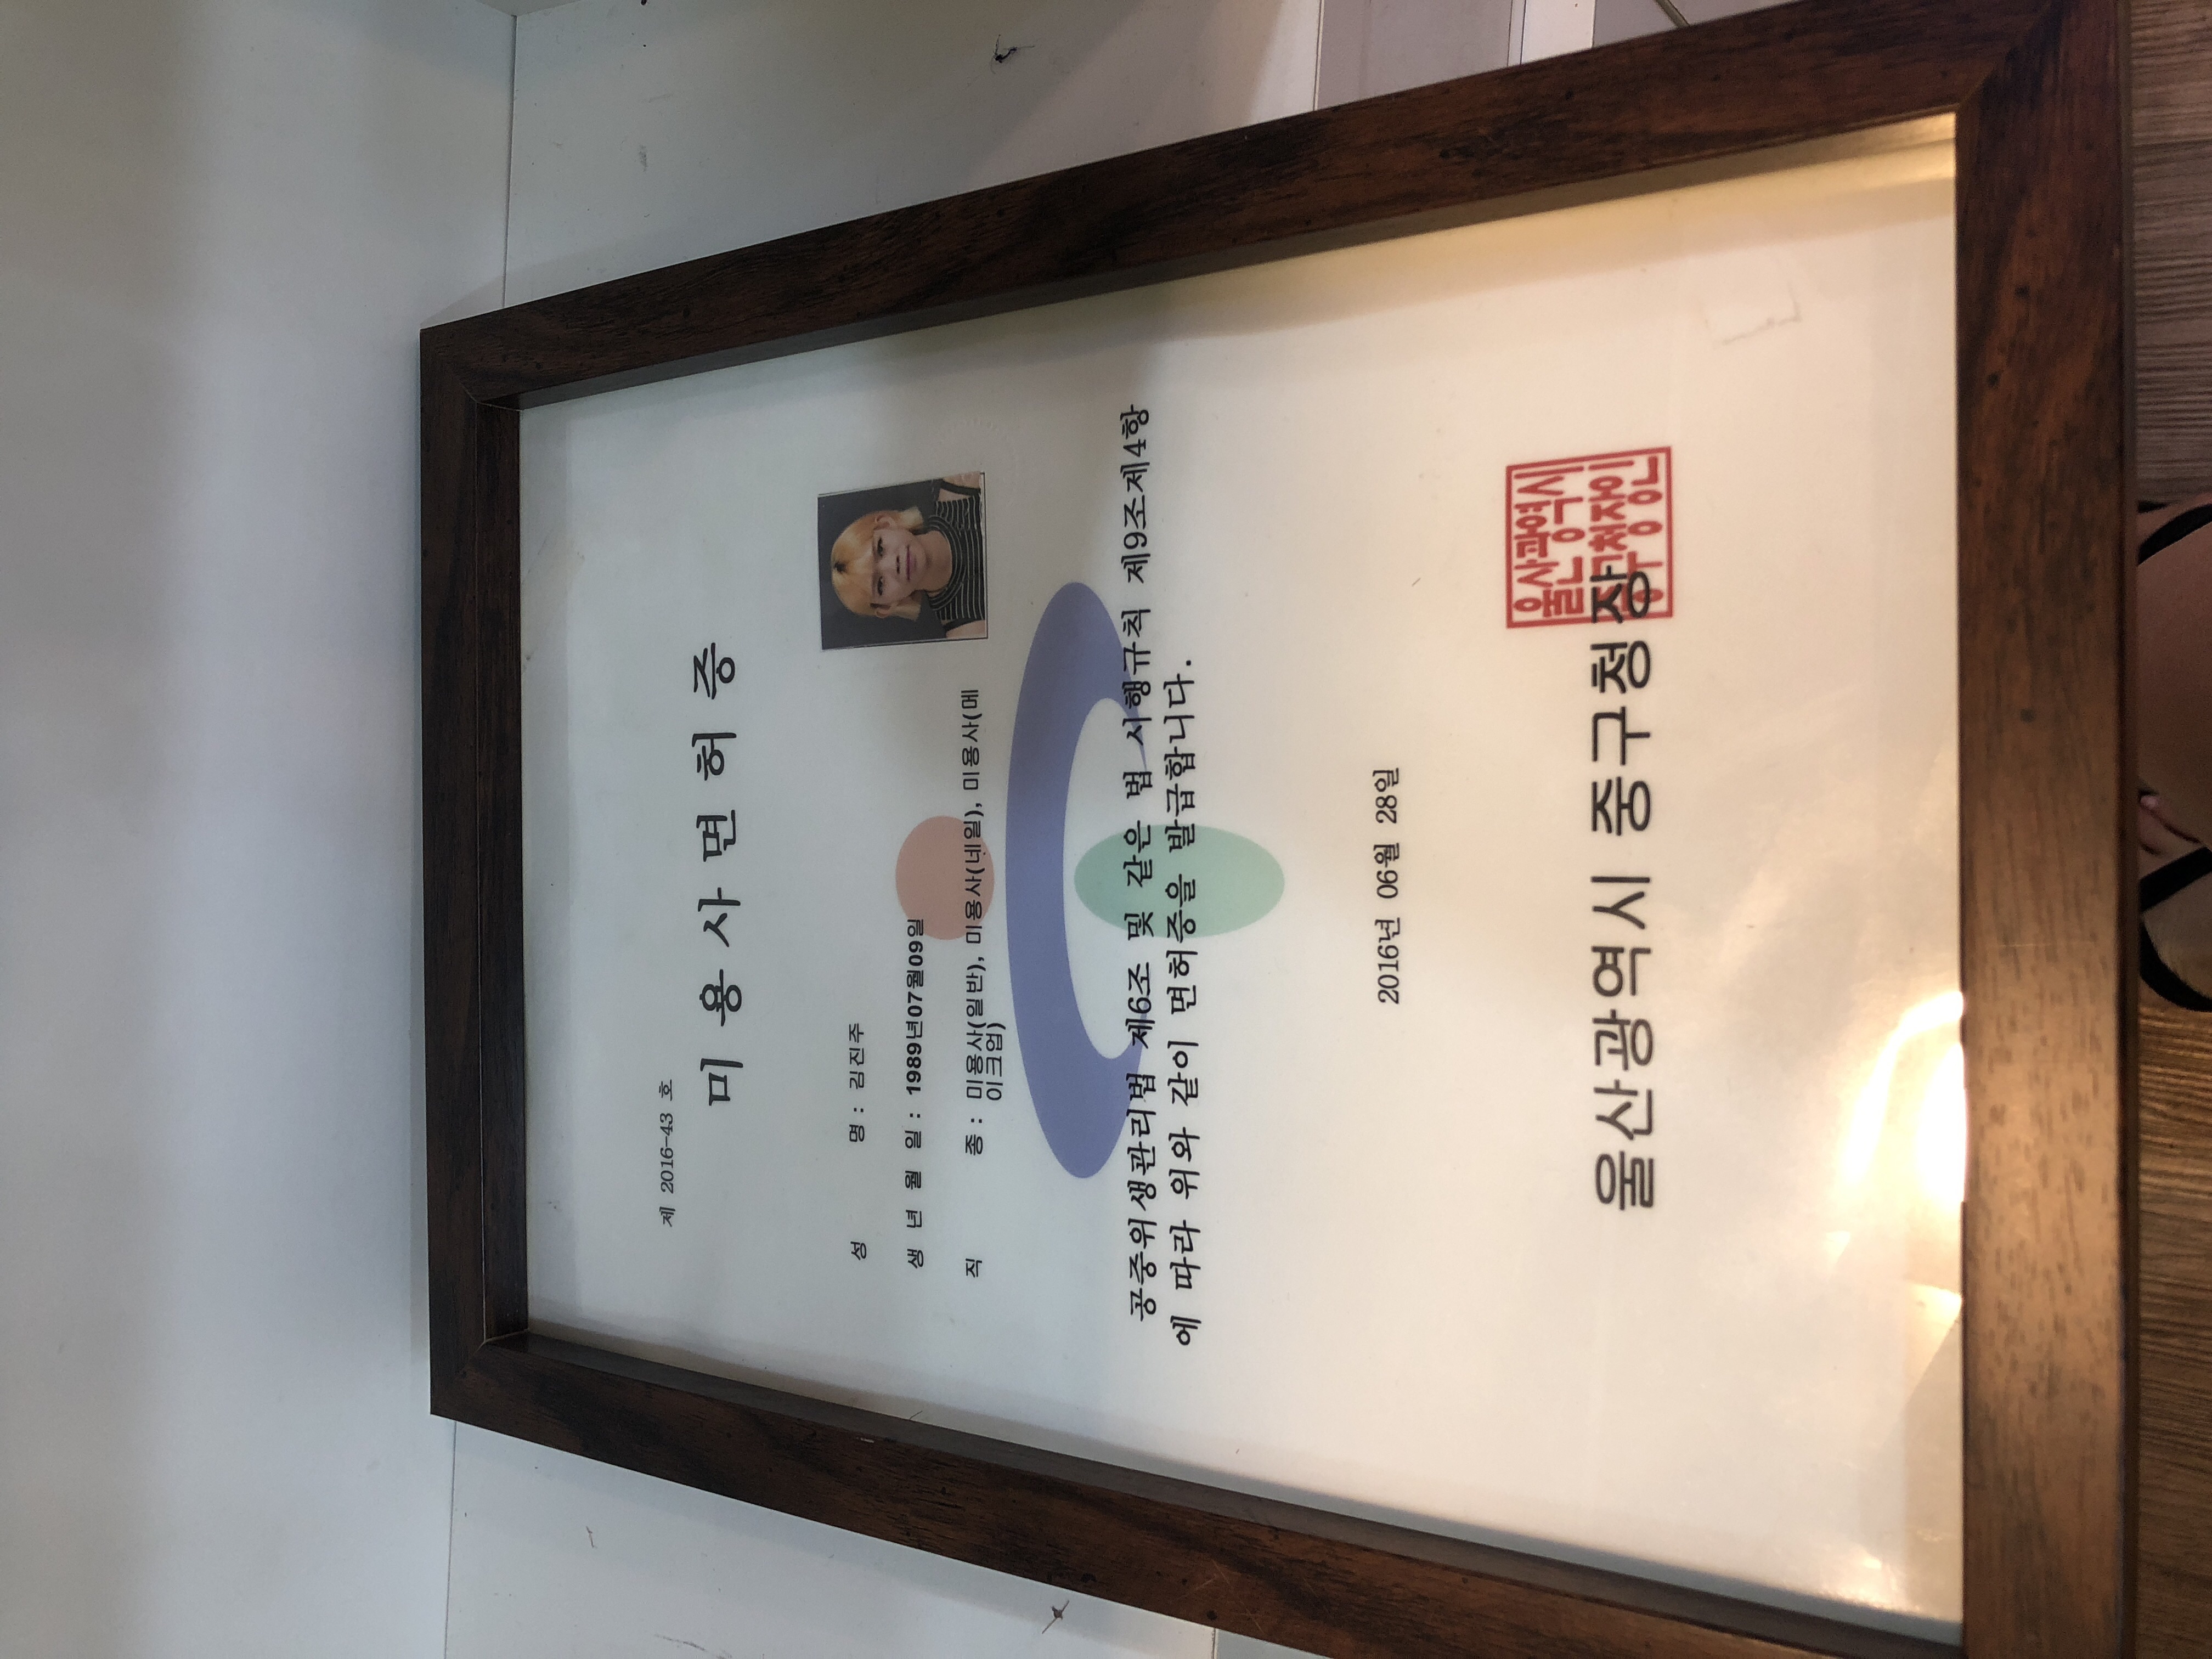 제 2016-43 호
미 용 사 면 허 증
성 명 : 김진주
생 년 월 일 : 1989년07월09일
직 종 : 미용사(일반), 미용사(네일), 미용사(메
이크업)
공중위생관리법 제6조 및 같은 법 시행규칙 제9조제4항
에 따라 위와 같이 면허증을 발급합니다.
2016년 06월 28일
울산광역시 중구청장
울산광역시
중구청장인